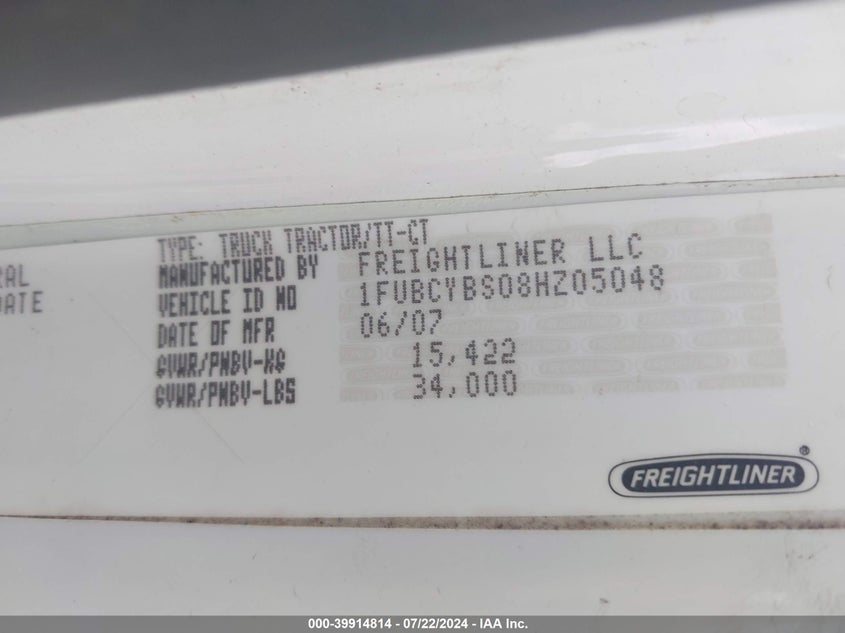 TYPE: TRUCK TRACTOR/TT-CT
RAL
MANUFACTURED BY FREIGHTLINER LLC
DATE
VEHICLE ID NO 1FUBCYBS08HZ05048
DATE OF MFR 06/07
GVWR/PNBV-KG 15,422
GVWR/PNBV-LBS 34,000
FREIGHTLINER®
000-39914814 - 07/22/2024 - IAA Inc.